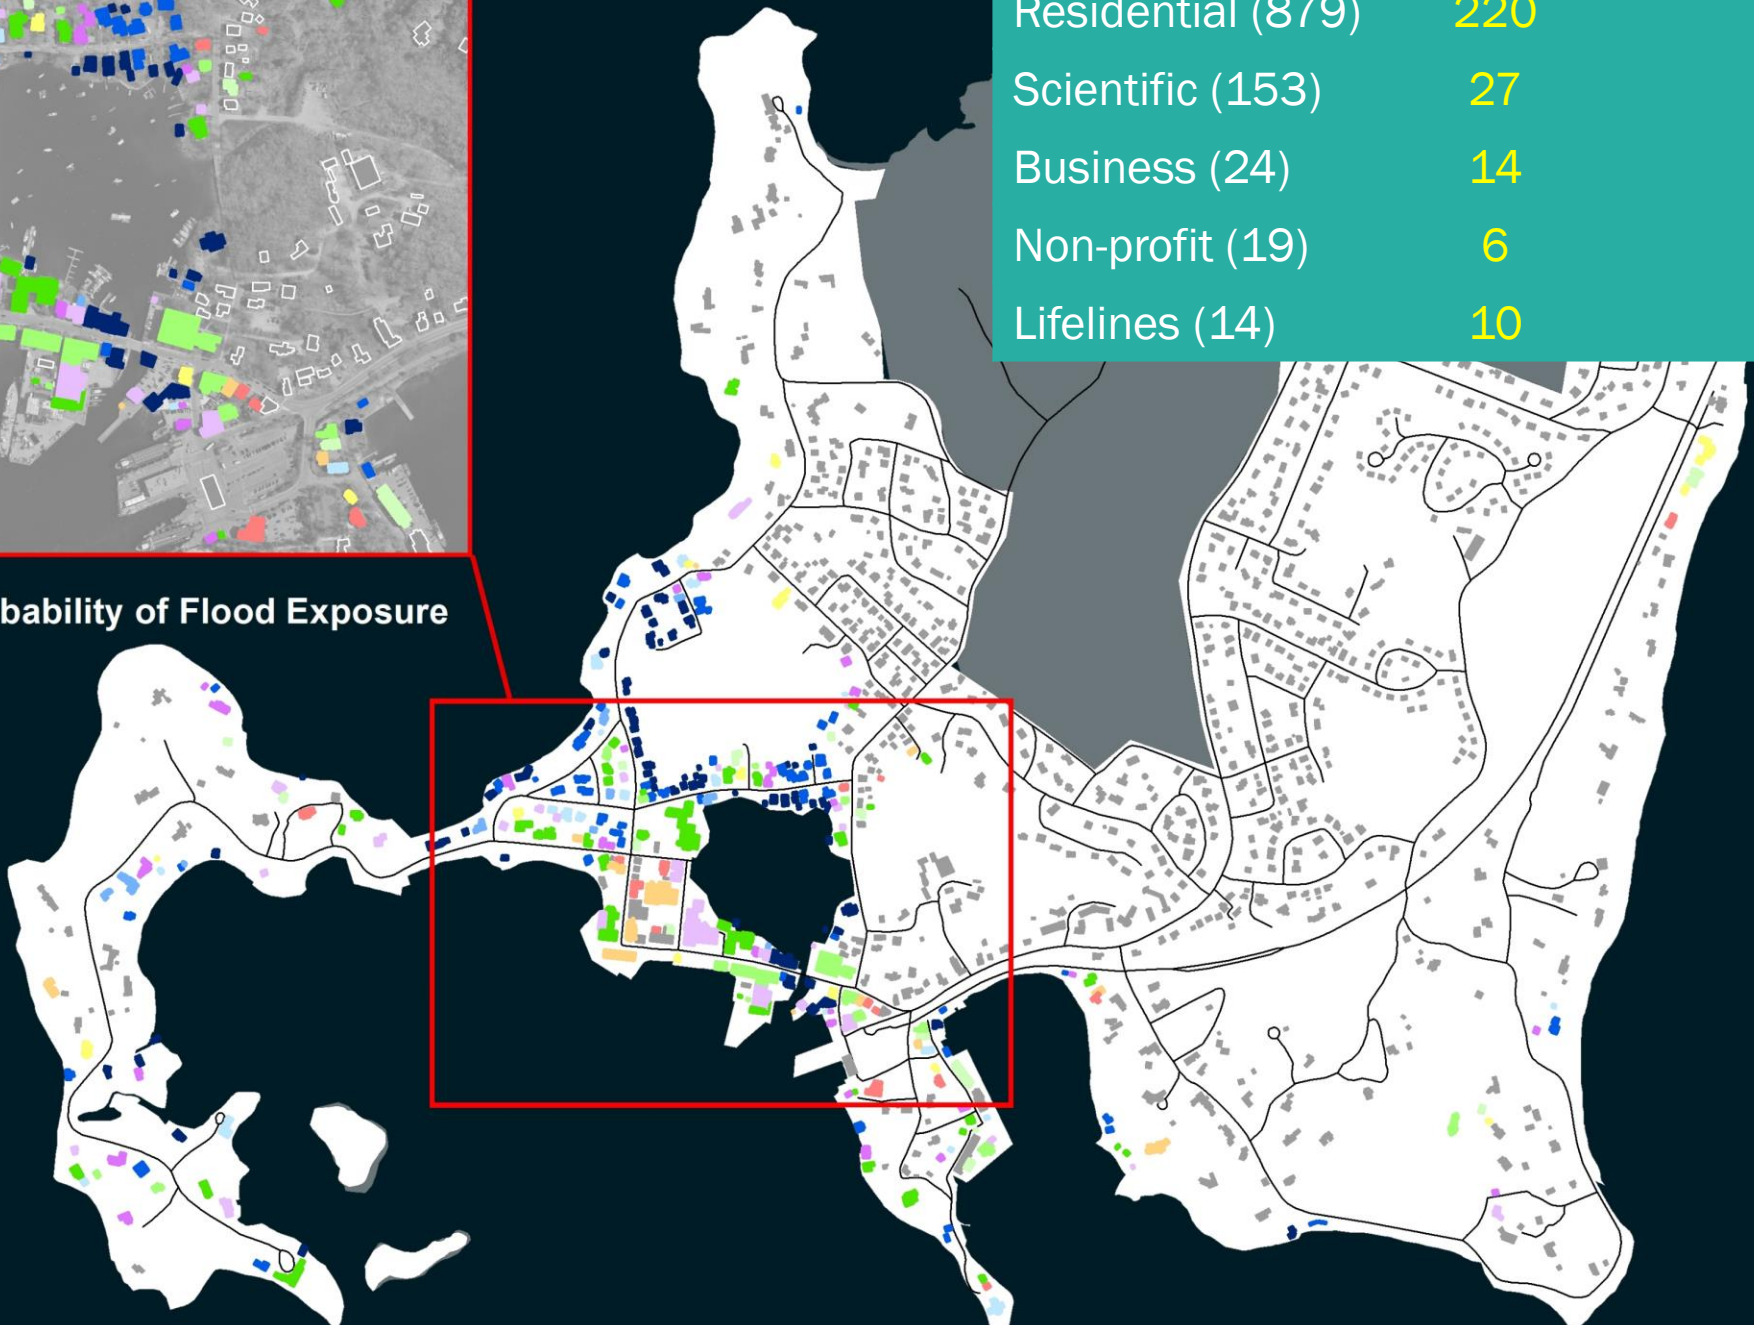 Residential (879) 220
Scientific (153) 27
Business (24) 14
Non-profit (19) 6
Lifelines (14) 10
bability of Flood Exposure